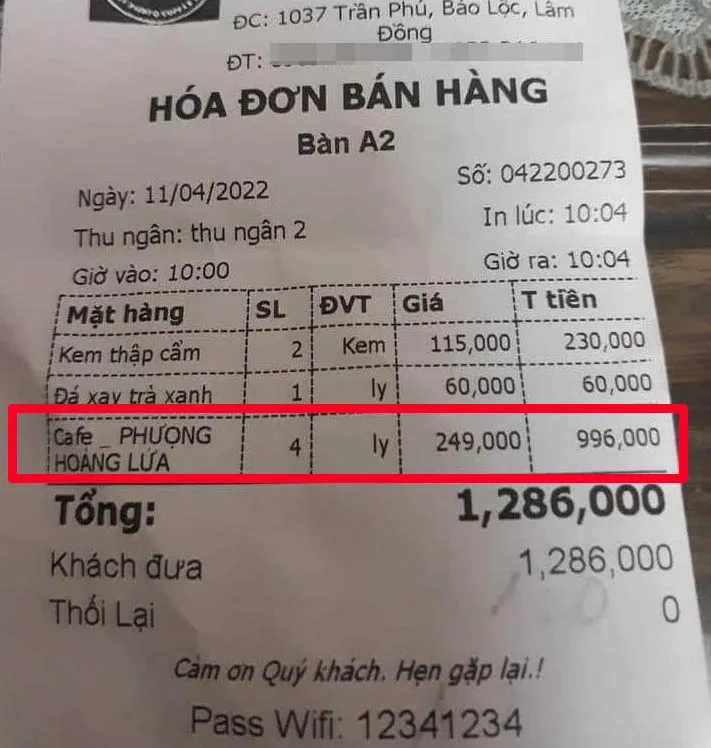 ĐC: 1037 Trần Phú, Bảo Lộc, Lâm
Đồng
ĐT:
HÓA ĐƠN BÁN HÀNG
Bàn A2
Ngày: 11/04/2022 Số: 042200273
Thu ngân: thu ngân 2 In lúc: 10:04
Giờ vào: 10:00 Giờ ra: 10:04
Mặt hàng SL ĐVT Giá T tiền
Kem thập cẩm 2 Kem 115,000 230,000
Đá xay trà xanh 1 ly 60,000 60,000
Cafe _ PHƯỢNG
HOÀNG LỬA 4 ly 249,000 996,000
Tổng: 1,286,000
Khách đưa 1,286,000
Thối Lại 0
Cảm ơn Quý khách. Hẹn gặp lại.!
Pass Wifi: 12341234